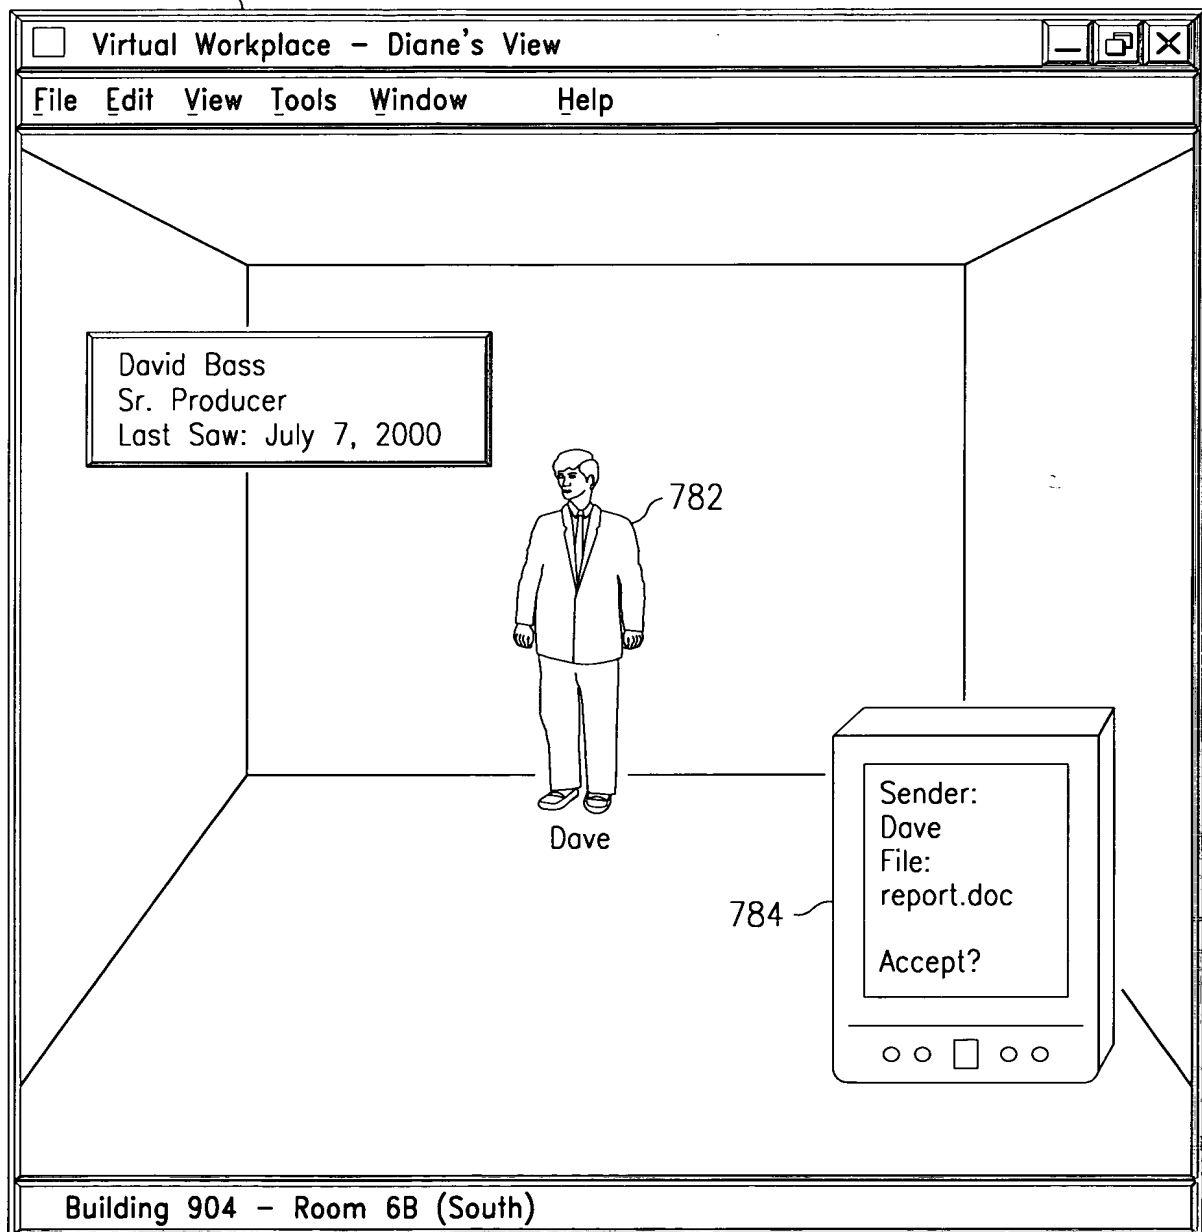 Virtual Workplace – Diane's View
File Edit View Tools Window Help
David Bass
Sr. Producer
Last Saw: July 7, 2000
782
Dave
Sender:
Dave
File:
report.doc
Accept?
784
Building 904 – Room 6B (South)